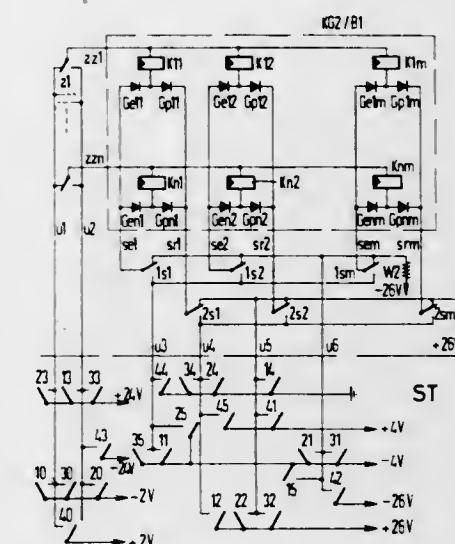 KG2/B1
zz1 K11 K12 K1m
z1
Ge11 Gp11 Ge12 Gp12 Ge1m Gp1m
zzn Kn1 Kn2 Knm
Gen1 Gpn1 Gen2 Gpn2 Genm Gpnm
u1 u2 se1 sr1 se2 sr2 sem srm
1s1 1s2 1sm W2
-26V
2s1 2s2 2sm
u3 u4 u5 u6 +26
ST
23 13 33 44 34 24 14
+24V
25 45 41
+4V
43 35 11 21 31
-24V -4V
10 30 20 15 42
-2V -26V
40 12 22 32
+26V
+2V